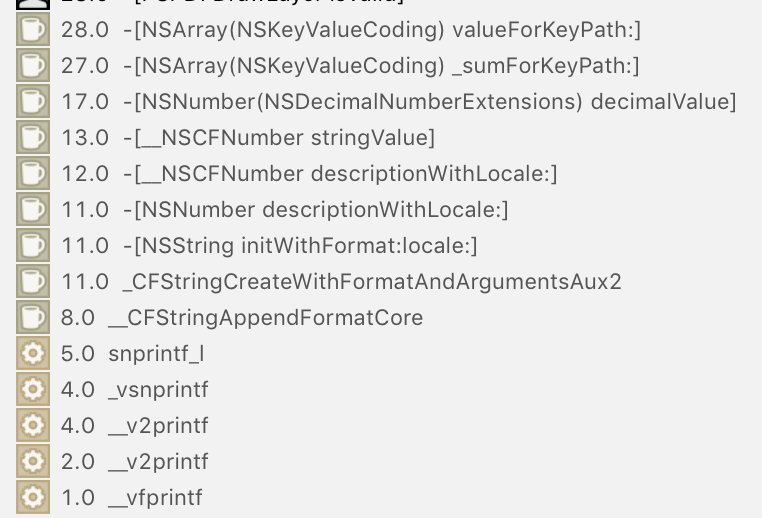 28.0 -[NSArray(NSKeyValueCoding) valueForKeyPath:]
27.0 -[NSArray(NSKeyValueCoding) _sumForKeyPath:]
17.0 -[NSNumber(NSDecimalNumberExtensions) decimalValue]
13.0 -[__NSCFNumber stringValue]
12.0 -[__NSCFNumber descriptionWithLocale:]
11.0 -[NSNumber descriptionWithLocale:]
11.0 -[NSString initWithFormat:locale:]
11.0 _CFStringCreateWithFormatAndArgumentsAux2
8.0 __CFStringAppendFormatCore
5.0 snprintf_l
4.0 _vsnprintf
4.0 __v2printf
2.0 __v2printf
1.0 __vfprintf